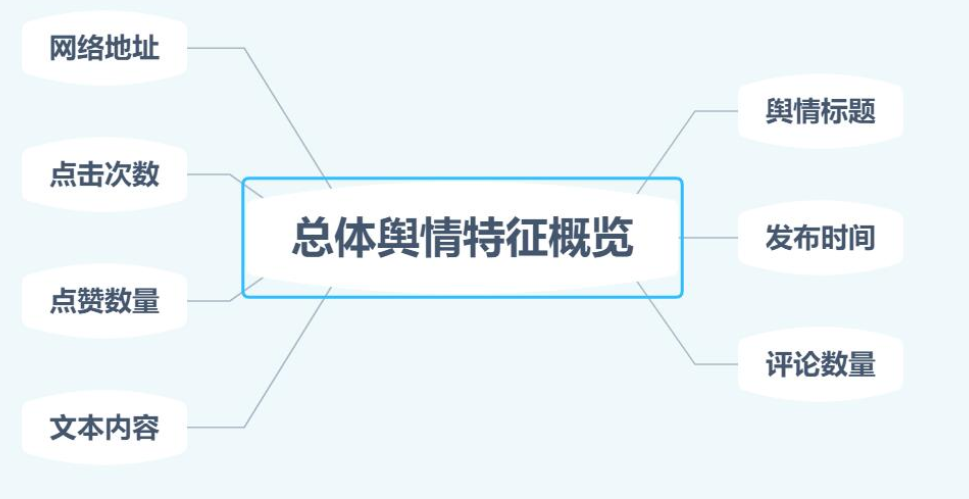 网络地址
点击次数
点赞数量
文本内容
总体舆情特征概览
舆情标题
发布时间
评论数量